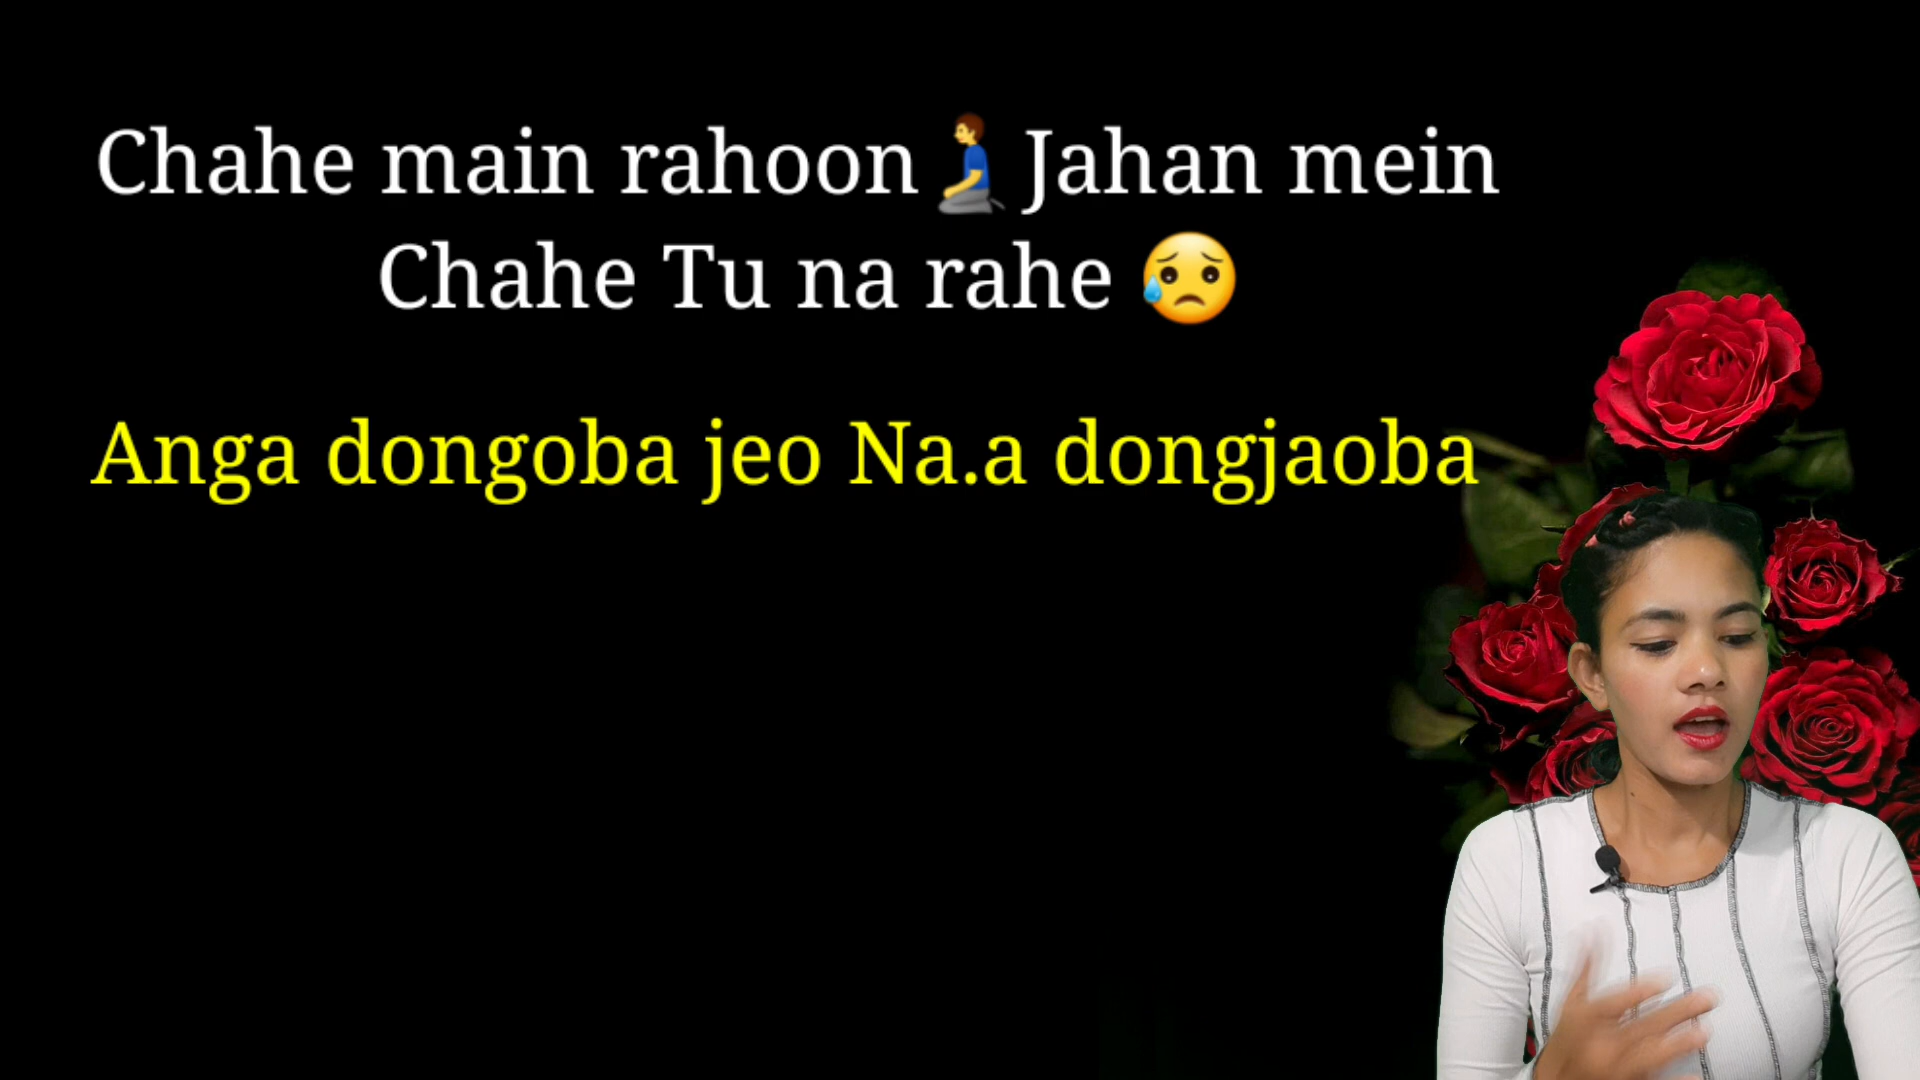 Chahe main rahoon🧎‍♂️Jahan mein
Chahe Tu na rahe 😥
Anga dongoba jeo Na.a dongjaoba